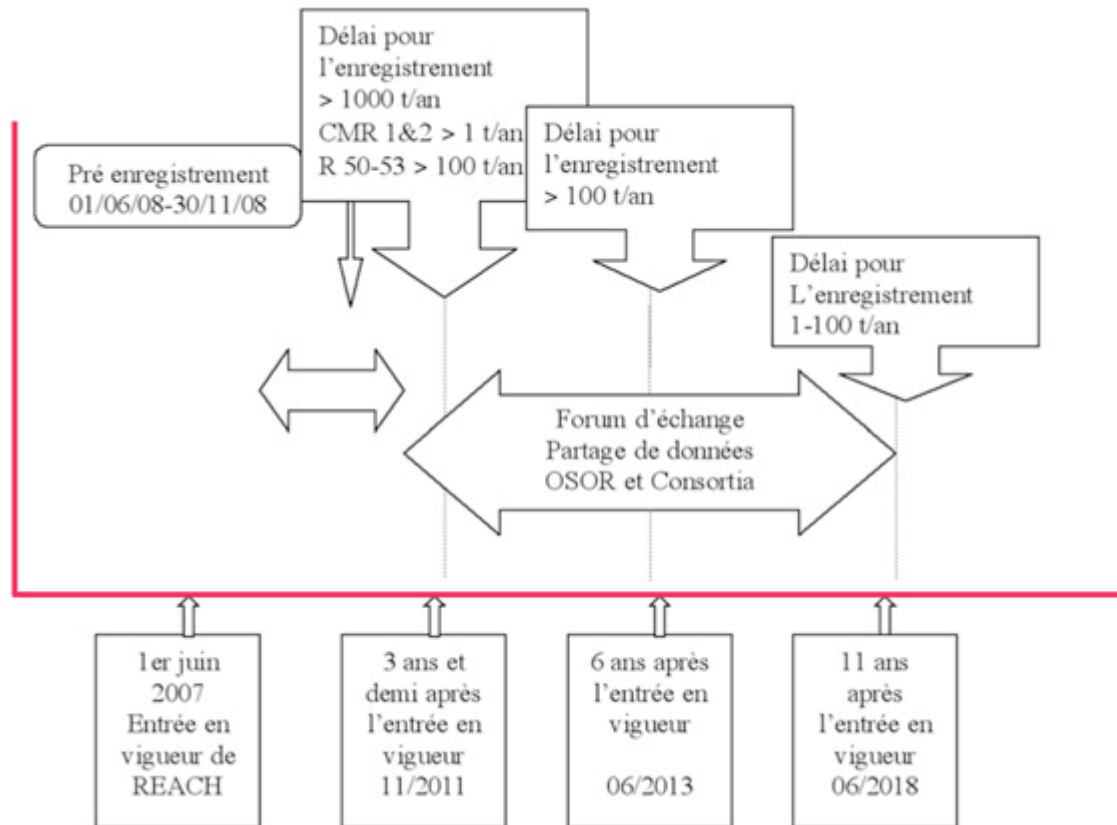 Délai pour
l'enregistrement
> 1000 t/an
CMR 1&2 > 1 t/an
R 50-53 > 100 t/an
Délai pour
l'enregistrement
> 100 t/an
Pré enregistrement
01/06/08-30/11/08
Délai pour
L'enregistrement
1-100 t/an
Forum d'échange
Partage de données
OSOR et Consortia
1er juin
2007
Entrée en
vigueur de
REACH
3 ans et
demi après
l'entrée en
vigueur
11/2011
6 ans après
l'entrée en
vigueur
06/2013
11 ans
après
l'entrée en
vigueur
06/2018